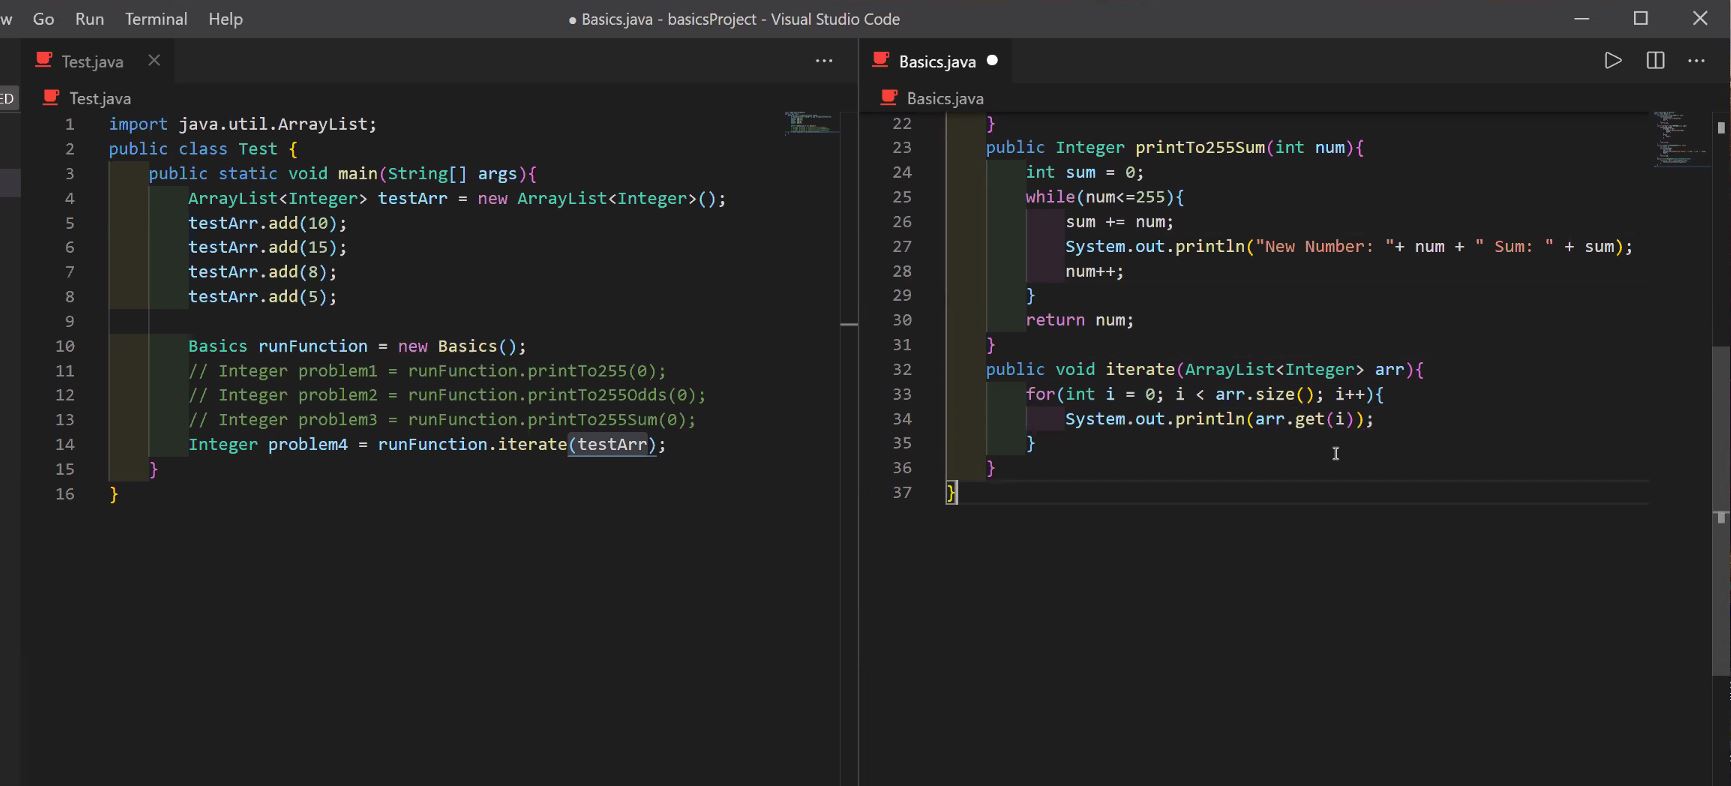 w Go Run Terminal Help
● Basics.java - basicsProject - Visual Studio Code
Test.java
ED
Test.java
1 import java.util.ArrayList;
2 public class Test {
3 public static void main(String[] args){
4 ArrayList<Integer> testArr = new ArrayList<Integer>();
5 testArr.add(10);
6 testArr.add(15);
7 testArr.add(8);
8 testArr.add(5);
9
10 Basics runFunction = new Basics();
11 // Integer problem1 = runFunction.printTo255(0);
12 // Integer problem2 = runFunction.printTo255Odds(0);
13 // Integer problem3 = runFunction.printTo255Sum(0);
14 Integer problem4 = runFunction.iterate(testArr);
15 }
16 }
Basics.java ●
Basics.java
22 }
23 public Integer printTo255Sum(int num){
24 int sum = 0;
25 while(num<=255){
26 sum += num;
27 System.out.println("New Number: "+ num + " Sum: " + sum);
28 num++;
29 }
30 return num;
31 }
32 public void iterate(ArrayList<Integer> arr){
33 for(int i = 0; i < arr.size(); i++){
34 System.out.println(arr.get(i));
35 }
36 }
37 }